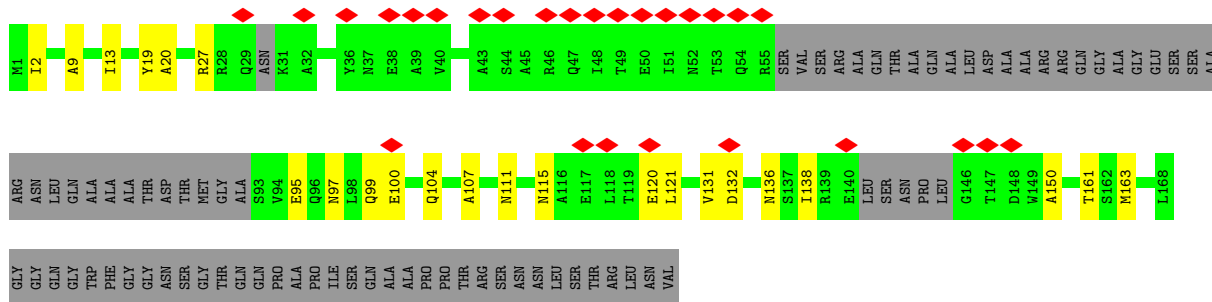 M1 I2 A9 I13 Y19 A20 R27 R28 Q29 ASN K31 A32 Y36 N37 E38 A39 V40 A43 S44 A45 R46 Q47 I48 T49 E50 I51 N52 T53 Q54 R55 SER VAL SER ARG ALA GLN THR ALA GLN ALA LEU ASP ALA ALA ARG ARG GLN GLY ALA GLY GLU SER SER ALA
ARG ASN LEU GLN ALA ALA ALA THR ASP THR MET GLY ALA S93 V94 E95 Q96 N97 L98 Q99 E100 Q104 A107 N111 N115 A116 E117 L118 T119 E120 L121 V131 D132 N136 S137 I138 R139 E140 LEU SER ASN PRO LEU G146 T147 D148 W149 A150 T161 S162 M163 L168
GLY GLY GLN GLY TRP PHE GLY GLY ASN SER GLY THR GLN GLN PRO ALA PRO ILE SER GLN ALA ALA PRO PRO THR ARG SER ASN ASN LEU SER THR ARG LEU ASN VAL